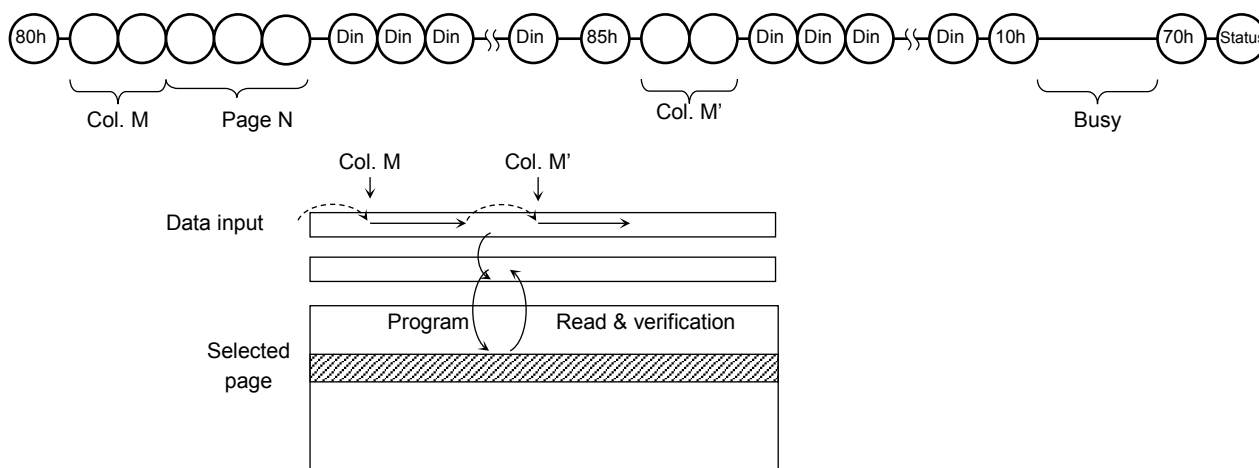 80h Din Din Din Din 85h Din Din Din Din 10h 70h Status
Col. M Page N Col. M’ Busy
Col. M Col. M’
Data input
Program Read & verification
Selected
page